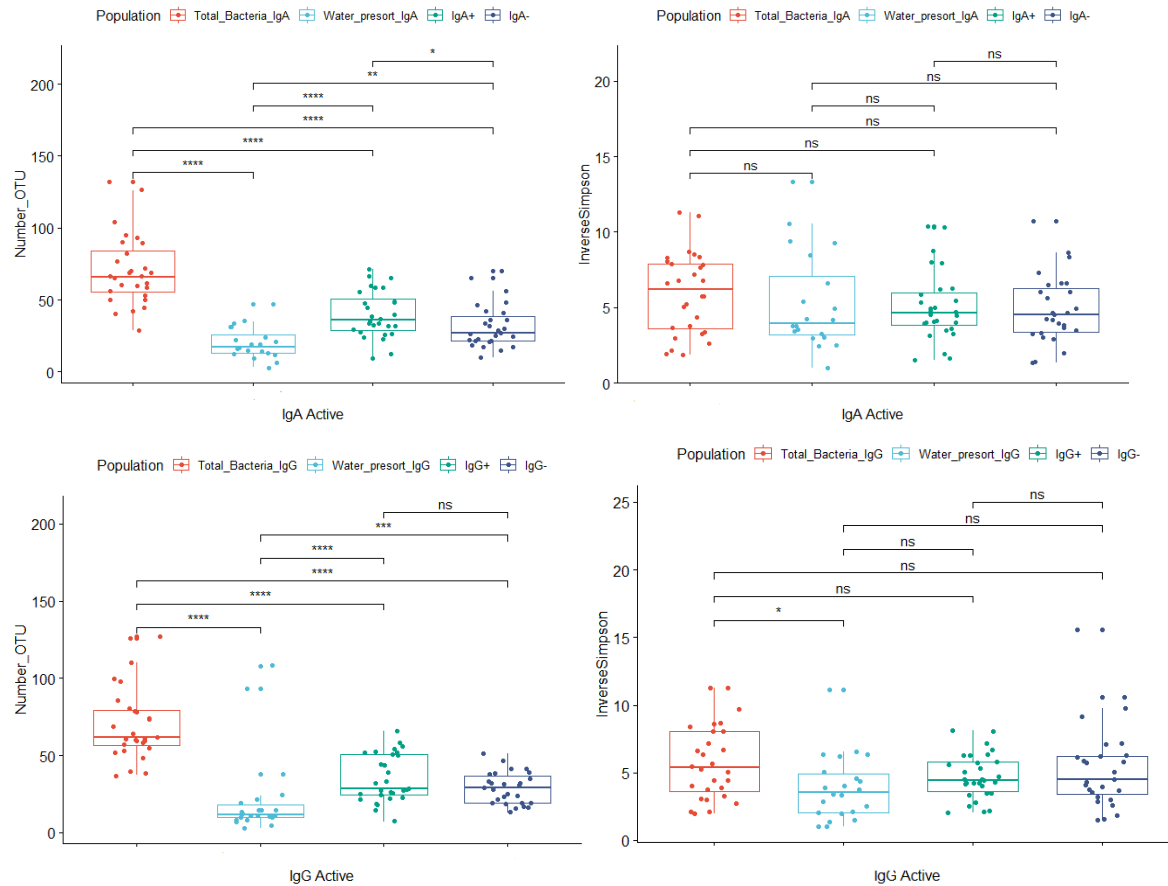 Population Total_Bacteria_IgA Water_presort_IgA IgA+ IgA-
Number_OTU
200
150
100
50
0
*
**
****
****
****
****
IgA Active
Population Total_Bacteria_IgA Water_presort_IgA IgA+ IgA-
InverseSimpson
20
15
10
5
0
ns
ns
ns
ns
ns
ns
IgA Active
Population Total_Bacteria_IgG Water_presort_IgG IgG+ IgG-
Number_OTU
200
150
100
50
0
ns
***
****
****
****
****
IgG Active
Population Total_Bacteria_IgG Water_presort_IgG IgG+ IgG-
InverseSimpson
25
20
15
10
5
0
ns
ns
ns
ns
ns
*
IgG Active